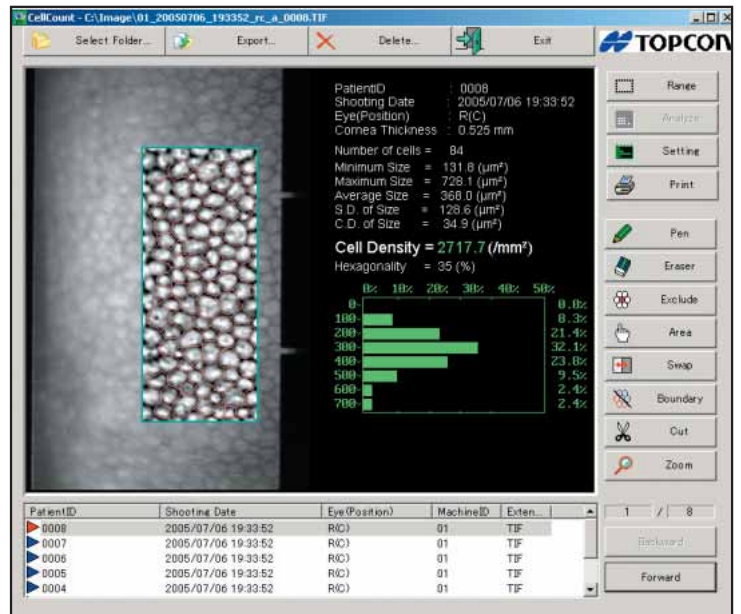 CellCount - C:\Image\01_20050706_193352_rc_a_0008.TIF
Select Folder... Export... Delete... Exit
TOPCON
PatientID : 0008
Shooting Date : 2005/07/06 19:33:52
Eye(Position) : R(C)
Cornea Thickness : 0.525 mm
Number of cells = 84
Minimum Size = 131.8 (µm²)
Maximum Size = 728.1 (µm²)
Average Size = 368.0 (µm²)
S.D. of Size = 128.6 (µm²)
C.D. of Size = 34.9 (µm²)
Cell Density = 2717.7 (/mm²)
Hexagonality = 35 (%)
0% 10% 20% 30% 40% 50%
0~ 0.0%
100~ 8.3%
200~ 21.4%
300~ 32.1%
400~ 23.8%
500~ 9.5%
600~ 2.4%
700~ 2.4%
Range
Analyze
Setting
Print
Pen
Eraser
Exclude
Area
Swap
Boundary
Cut
Zoom
1 / 8
Backward
Forward
PatientID Shooting Date Eye(Position) MachineID Exten...
0008 2005/07/06 19:33:52 R(C) 01 TIF
0007 2005/07/06 19:33:52 R(C) 01 TIF
0006 2005/07/06 19:33:52 R(C) 01 TIF
0005 2005/07/06 19:33:52 R(C) 01 TIF
0004 2005/07/06 19:33:52 R(C) 01 TIF